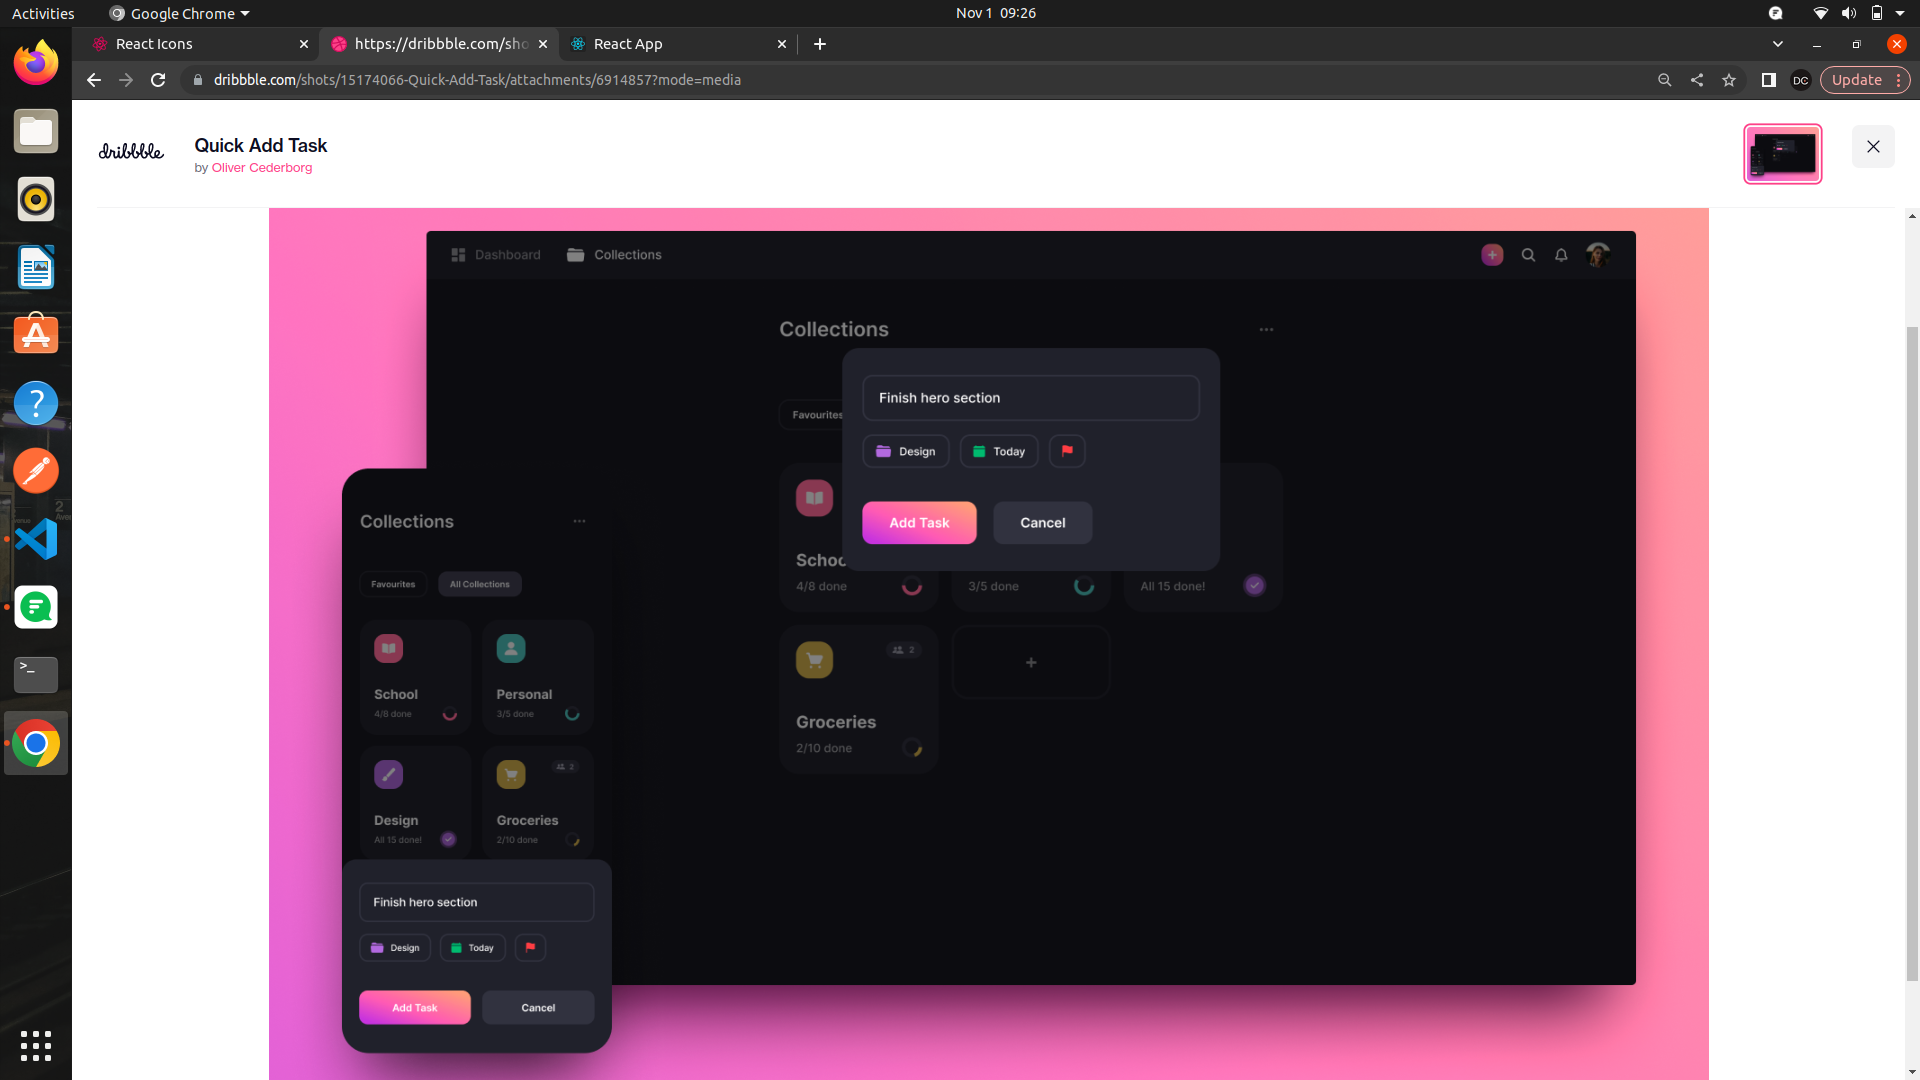 Activities
Google Chrome
Nov 1 09:26
React Icons
https://dribbble.com/sho
React App
dribbble.com/shots/15174066-Quick-Add-Task/attachments/6914857?mode=media
DC
Update
dribbble
Quick Add Task
by Oliver Cederborg
Dashboard
Collections
Collections
Favourites
Finish hero section
Design
Today
Add Task
Cancel
School
4/8 done
3/5 done
All 15 done!
2
Groceries
2/10 done
Collections
Favourites
All Collections
School
4/8 done
Personal
3/5 done
Design
All 15 done!
2
Groceries
2/10 done
Finish hero section
Design
Today
Add Task
Cancel